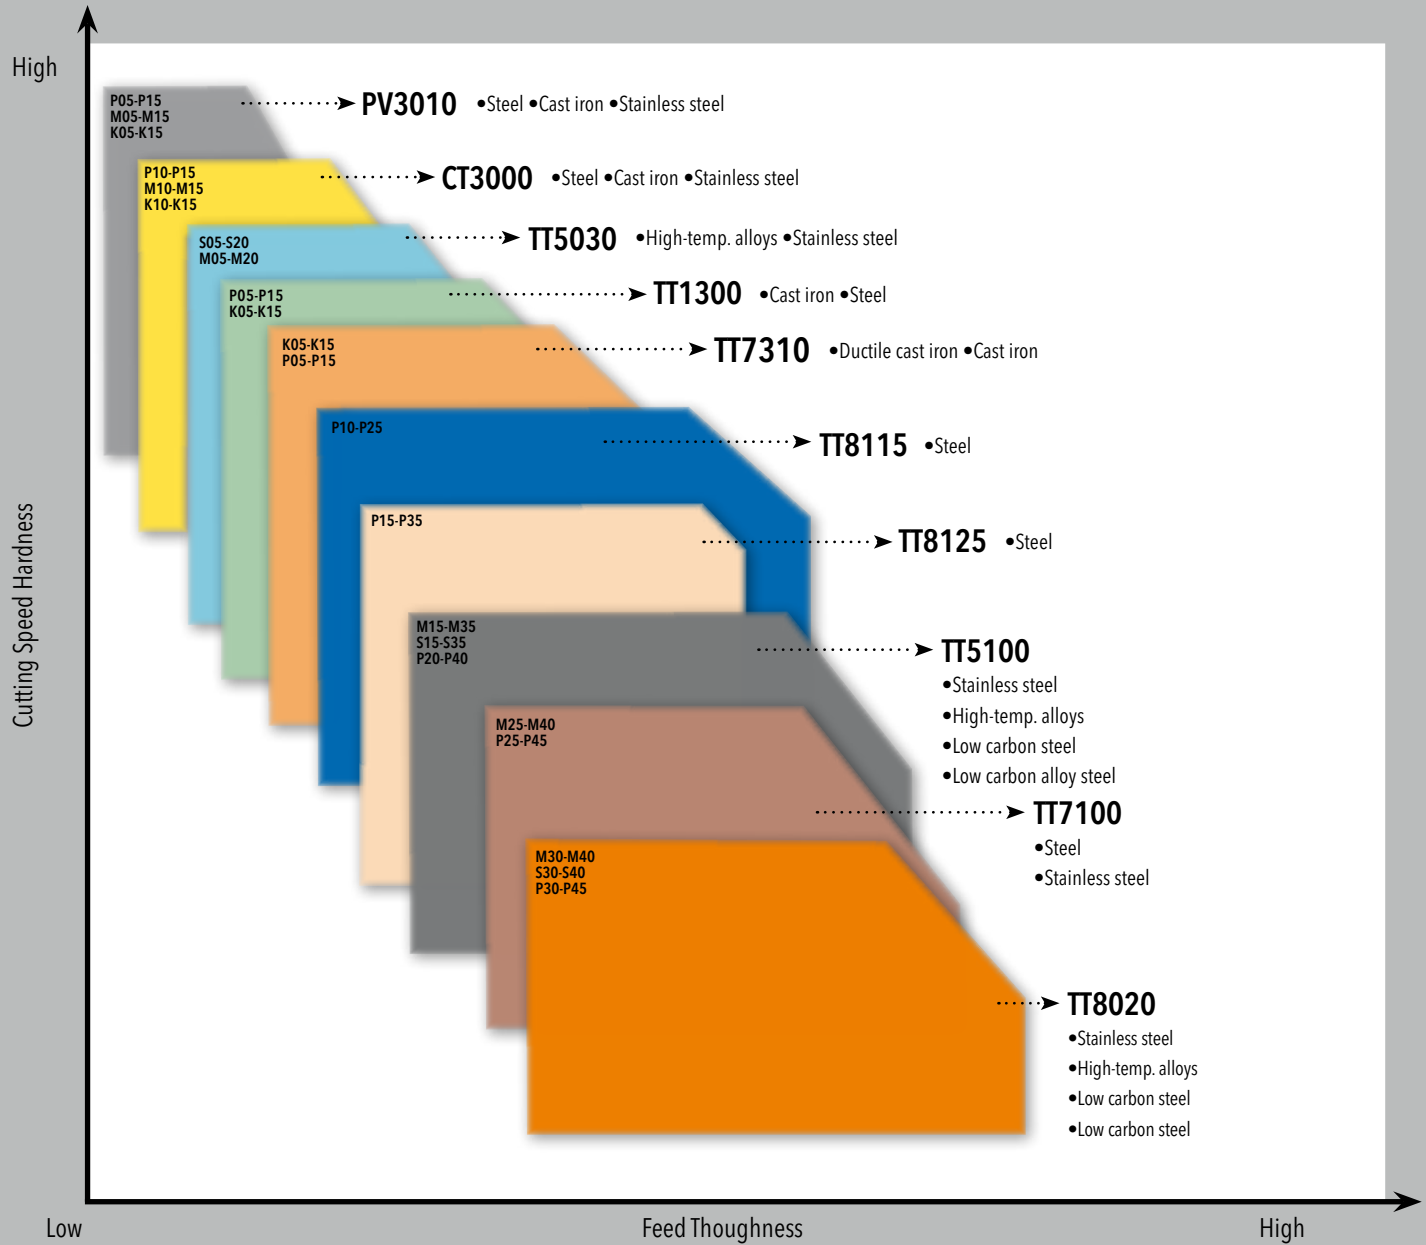 High
P05-P15
M05-M15
K05-K15
PV3010 •Steel •Cast iron •Stainless steel
P10-P15
M10-M15
K10-K15
CT3000 •Steel •Cast iron •Stainless steel
S05-S20
M05-M20
TT5030 •High-temp. alloys •Stainless steel
P05-P15
K05-K15
TT1300 •Cast iron •Steel
K05-K15
P05-P15
TT7310 •Ductile cast iron •Cast iron
P10-P25
TT8115 •Steel
P15-P35
TT8125 •Steel
M15-M35
S15-S35
P20-P40
TT5100
•Stainless steel
•High-temp. alloys
•Low carbon steel
•Low carbon alloy steel
M25-M40
P25-P45
TT7100
•Steel
•Stainless steel
M30-M40
S30-S40
P30-P45
TT8020
•Stainless steel
•High-temp. alloys
•Low carbon steel
•Low carbon steel
Cutting Speed Hardness
Low Feed Thoughness High